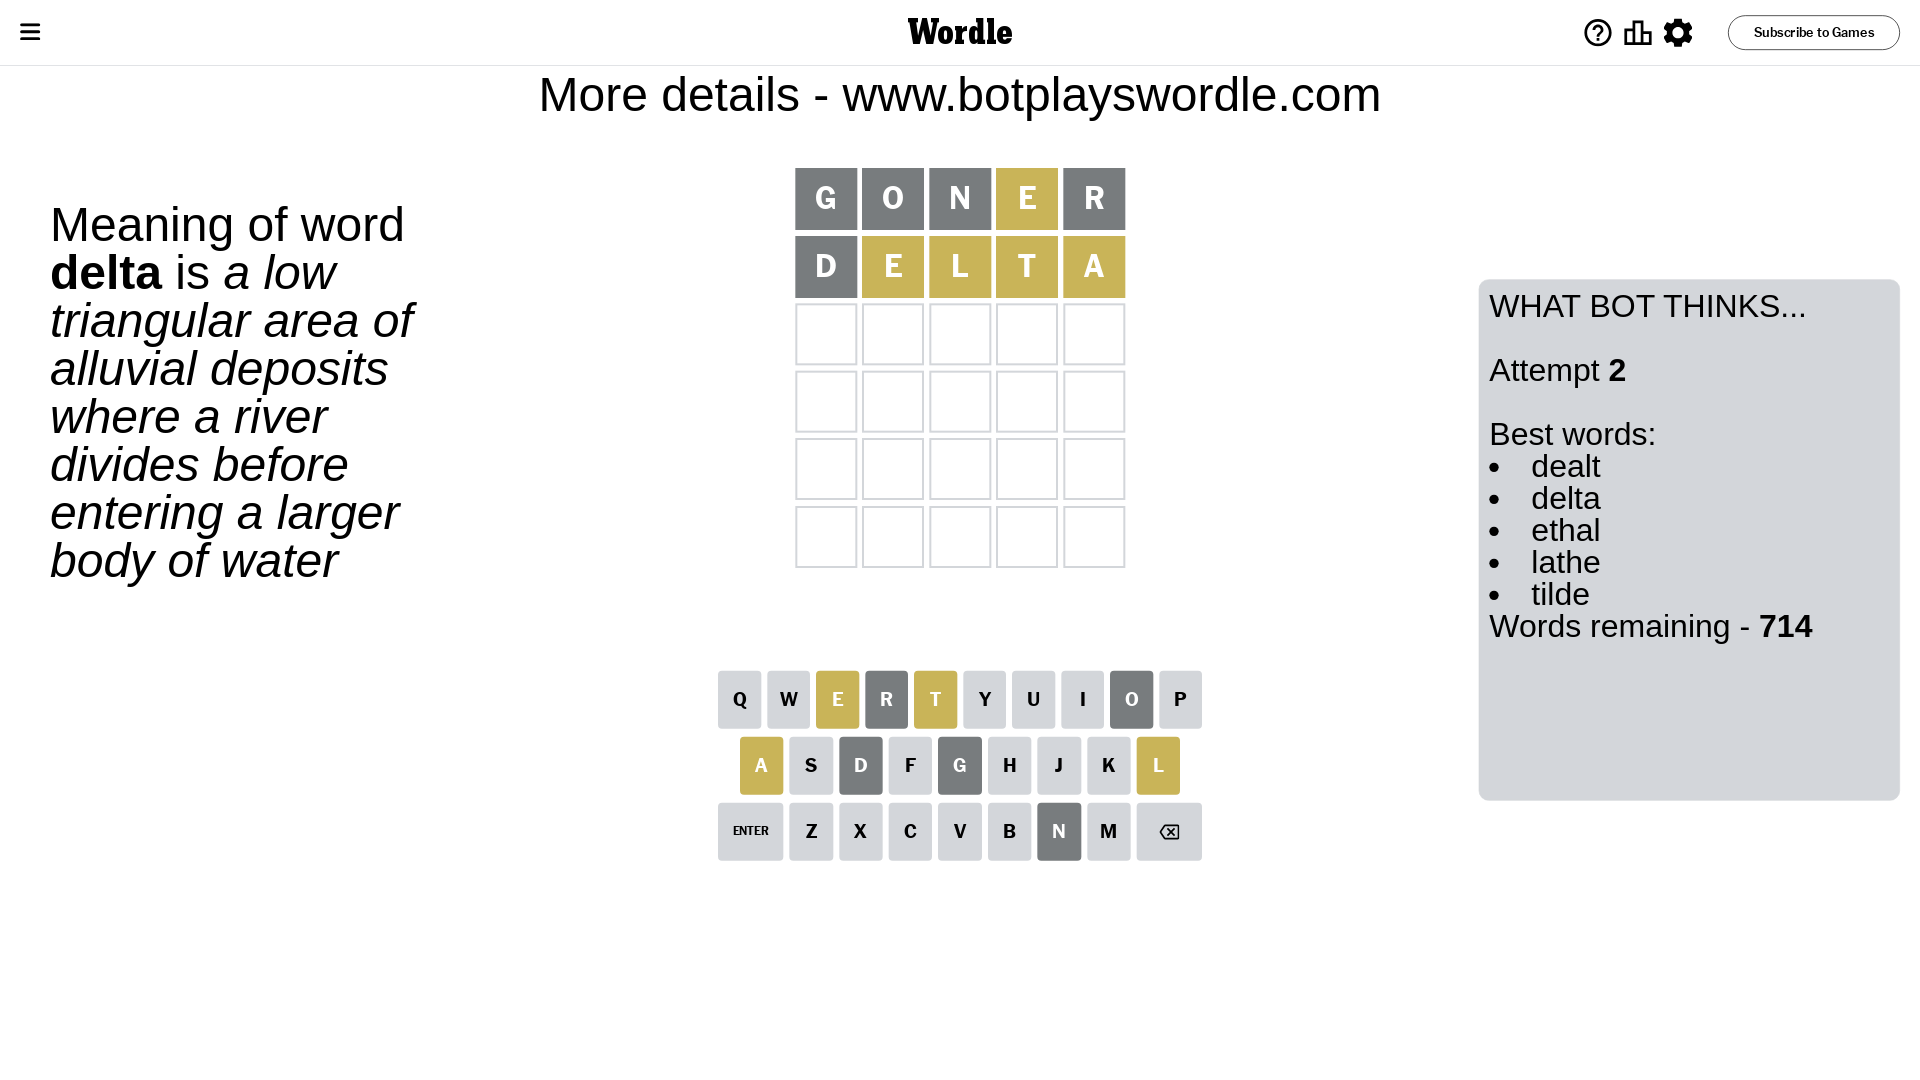 Wordle
Subscribe to Games
More details - www.botplayswordle.com
Meaning of word
delta is a low
triangular area of
alluvial deposits
where a river
divides before
entering a larger
body of water
G O N E R
D E L T A
WHAT BOT THINKS...
Attempt 2
Best words:
• dealt
• delta
• ethal
• lathe
• tilde
Words remaining - 714
Q W E R T Y U I O P
A S D F G H J K L
ENTER Z X C V B N M